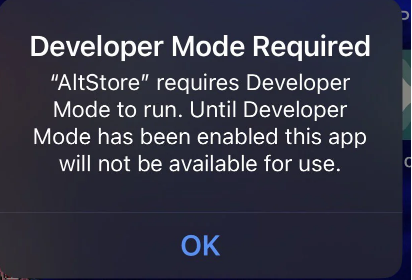 Developer Mode Required
“AltStore” requires Developer
Mode to run. Until Developer
Mode has been enabled this app
will not be available for use.
OK